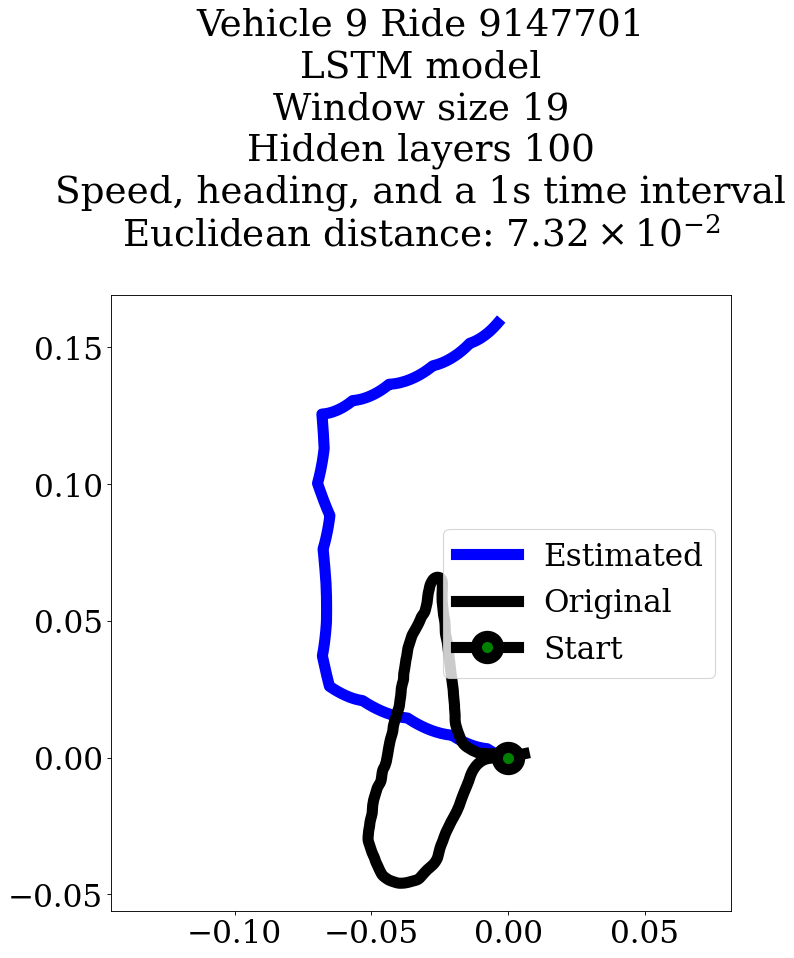 Vehicle 9 Ride 9147701
LSTM model
Window size 19
Hidden layers 100
Speed, heading, and a 1s time interval
Euclidean distance: 7.32 × 10⁻²
0.15
0.10
Estimated
Original
0.05
Start
0.00
−0.05
−0.10 −0.05 0.00 0.05